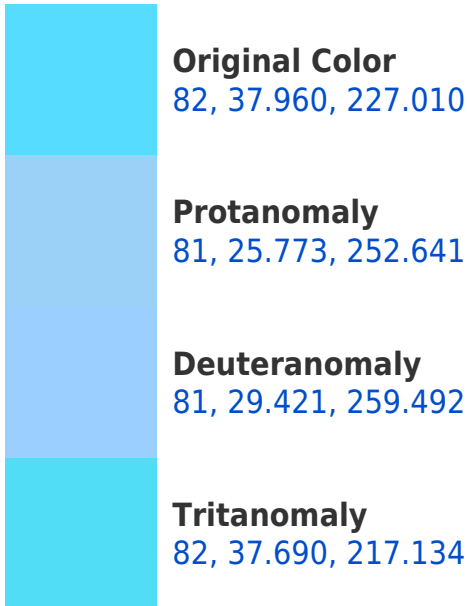 Original Color
82, 37.960, 227.010
Protanomaly
81, 25.773, 252.641
Deuteranomaly
81, 29.421, 259.492
Tritanomaly
82, 37.690, 217.134